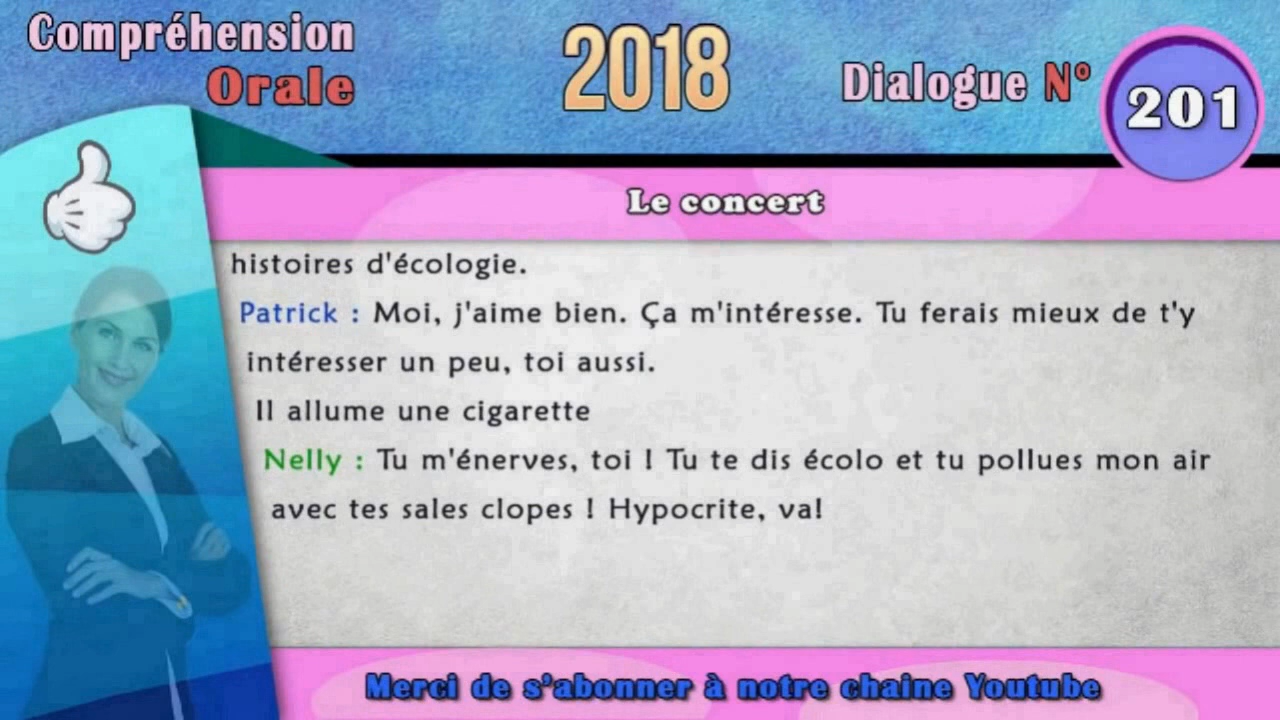 Compréhension
Orale
2018
Dialogue N°
201
Le concert
histoires d'écologie.
Patrick : Moi, j'aime bien. Ça m'intéresse. Tu ferais mieux de t'y
intéresser un peu, toi aussi.
Il allume une cigarette
Nelly : Tu m'énerves, toi ! Tu te dis écolo et tu pollues mon air
avec tes sales clopes ! Hypocrite, va!
Merci de s'abonner à notre chaine Youtube